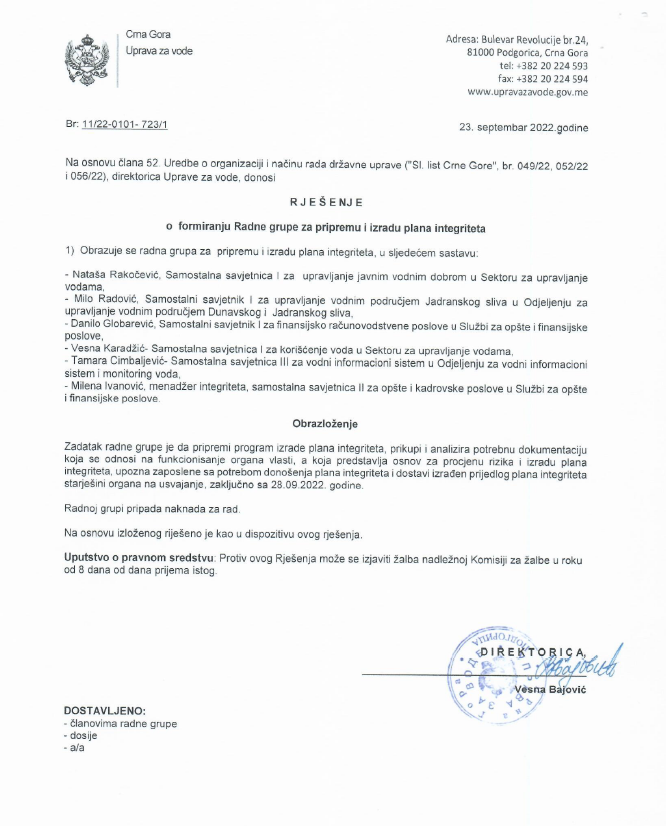 Crna Gora
Uprava za vode
Adresa: Bulevar Revolucije br.24,
81000 Podgorica, Crna Gora
tel: +382 20 224 593
fax: +382 20 224 594
www.upravazavode.gov.me
Br: 11/22-0101- 723/1
23. septembar 2022.godine
Na osnovu člana 52. Uredbe o organizaciji i načinu rada državne uprave ("Sl. list Crne Gore", br. 049/22, 052/22
i 056/22), direktorica Uprave za vode, donosi
R J E Š E N J E
o formiranju Radne grupe za pripremu i izradu plana integriteta
1) Obrazuje se radna grupa za pripremu i izradu plana integriteta, u sljedećem sastavu:
- Nataša Rakočević, Samostalna savjetnica I za upravljanje javnim vodnim dobrom u Sektoru za upravljanje
vodama,
- Milo Radović, Samostalni savjetnik I za upravljanje vodnim područjem Jadranskog sliva u Odjeljenju za
upravljanje vodnim područjem Dunavskog i Jadranskog sliva,
- Danilo Globarević, Samostalni savjetnik I za finansijsko računovodstvene poslove u Službi za opšte i finansijske
poslove,
- Vesna Karadžić- Samostalna savjetnica I za korišćenje voda u Sektoru za upravljanje vodama,
- Tamara Cimbaljević- Samostalna savjetnica III za vodni informacioni sistem u Odjeljenju za vodni informacioni
sistem i monitoring voda,
- Milena Ivanović, menadžer integriteta, samostalna savjetnica II za opšte i kadrovske poslove u Službi za opšte
i finansijske poslove.
Obrazloženje
Zadatak radne grupe je da pripremi program izrade plana integriteta, prikupi i analizira potrebnu dokumentaciju
koja se odnosi na funkcionisanje organa vlasti, a koja predstavlja osnov za procjenu rizika i izradu plana
integriteta, upozna zaposlene sa potrebom donošenja plana integriteta i dostavi izrađen prijedlog plana integriteta
starješini organa na usvajanje, zaključno sa 28.09.2022. godine.
Radnoj grupi pripada naknada za rad.
Na osnovu izloženog riješeno je kao u dispozitivu ovog rješenja.
Uputstvo o pravnom sredstvu: Protiv ovog Rješenja može se izjaviti žalba nadležnoj Komisiji za žalbe u roku
od 8 dana od dana prijema istog.
DIREKTORICA,
Vesna Bajović
DOSTAVLJENO:
- članovima radne grupe
- dosije
- a/a